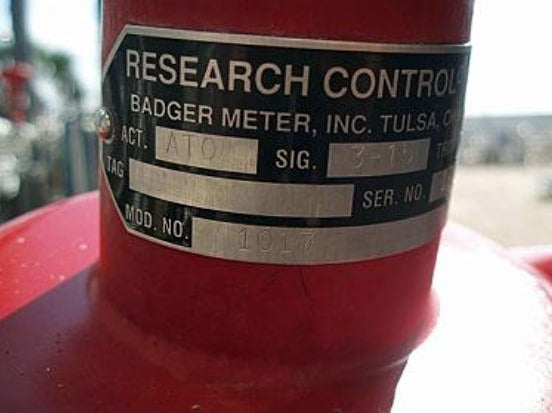 RESEARCH CONTROL®
BADGER METER, INC. TULSA,
ACT. ATO SIG. 3-15
TAG SER. NO.
MOD. NO. 1017